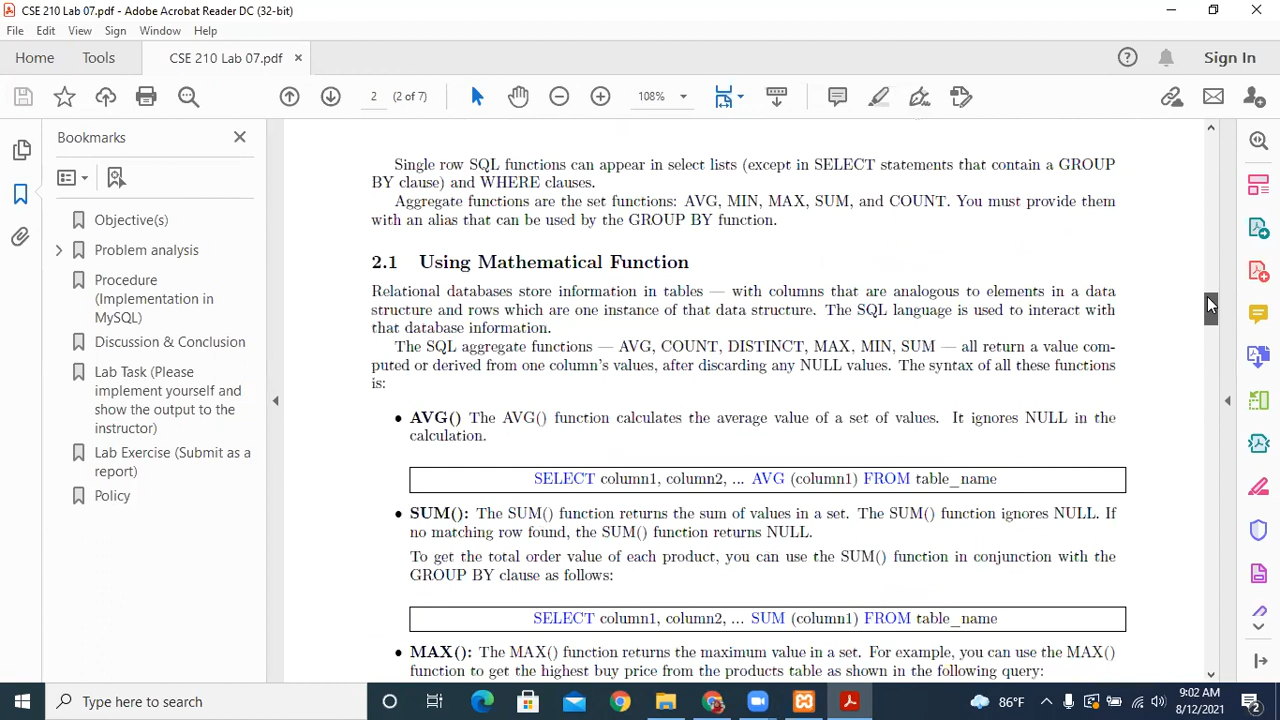 CSE 210 Lab 07.pdf - Adobe Acrobat Reader DC (32-bit)
File Edit View Sign Window Help
Home Tools CSE 210 Lab 07.pdf Sign In
2 (2 of 7) 108%
Bookmarks
Objective(s)
Problem analysis
Procedure
(Implementation in
MySQL)
Discussion & Conclusion
Lab Task (Please
implement yourself and
show the output to the
instructor)
Lab Exercise (Submit as a
report)
Policy
Single row SQL functions can appear in select lists (except in SELECT statements that contain a GROUP
BY clause) and WHERE clauses.
Aggregate functions are the set functions: AVG, MIN, MAX, SUM, and COUNT. You must provide them
with an alias that can be used by the GROUP BY function.
2.1 Using Mathematical Function
Relational databases store information in tables — with columns that are analogous to elements in a data
structure and rows which are one instance of that data structure. The SQL language is used to interact with
that database information.
The SQL aggregate functions — AVG, COUNT, DISTINCT, MAX, MIN, SUM — all return a value com-
puted or derived from one column's values, after discarding any NULL values. The syntax of all these functions
is:
• AVG() The AVG() function calculates the average value of a set of values. It ignores NULL in the
calculation.
SELECT column1, column2, ... AVG (column1) FROM table_name
• SUM(): The SUM() function returns the sum of values in a set. The SUM() function ignores NULL. If
no matching row found, the SUM() function returns NULL.
To get the total order value of each product, you can use the SUM() function in conjunction with the
GROUP BY clause as follows:
SELECT column1, column2, ... SUM (column1) FROM table_name
• MAX(): The MAX() function returns the maximum value in a set. For example, you can use the MAX()
function to get the highest buy price from the products table as shown in the following query:
Type here to search
86°F
9:02 AM
8/12/2021
2